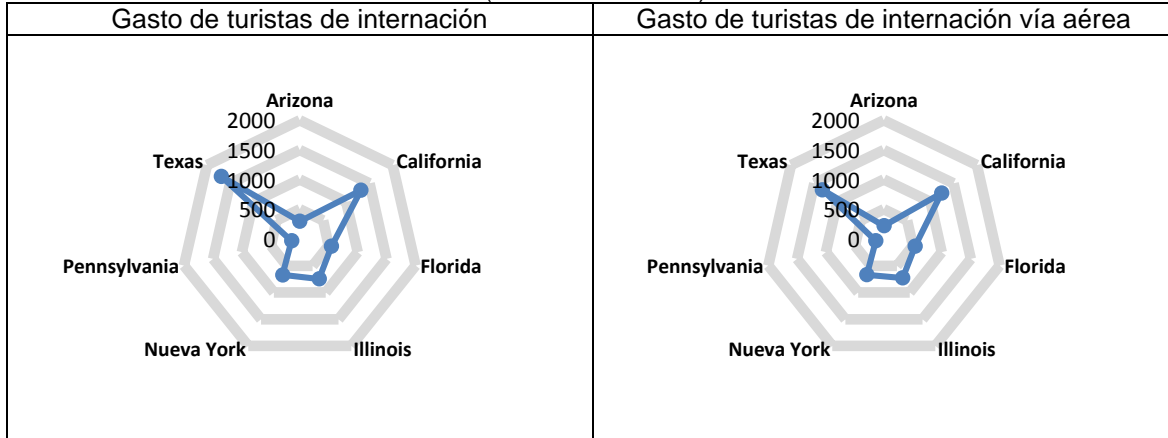 Gasto de turistas de internación
Arizona
2000
1500
1000
500
0
Texas
California
Pennsylvania
Florida
Nueva York
Illinois
Gasto de turistas de internación vía aérea
Arizona
2000
1500
1000
500
0
Texas
California
Pennsylvania
Florida
Nueva York
Illinois